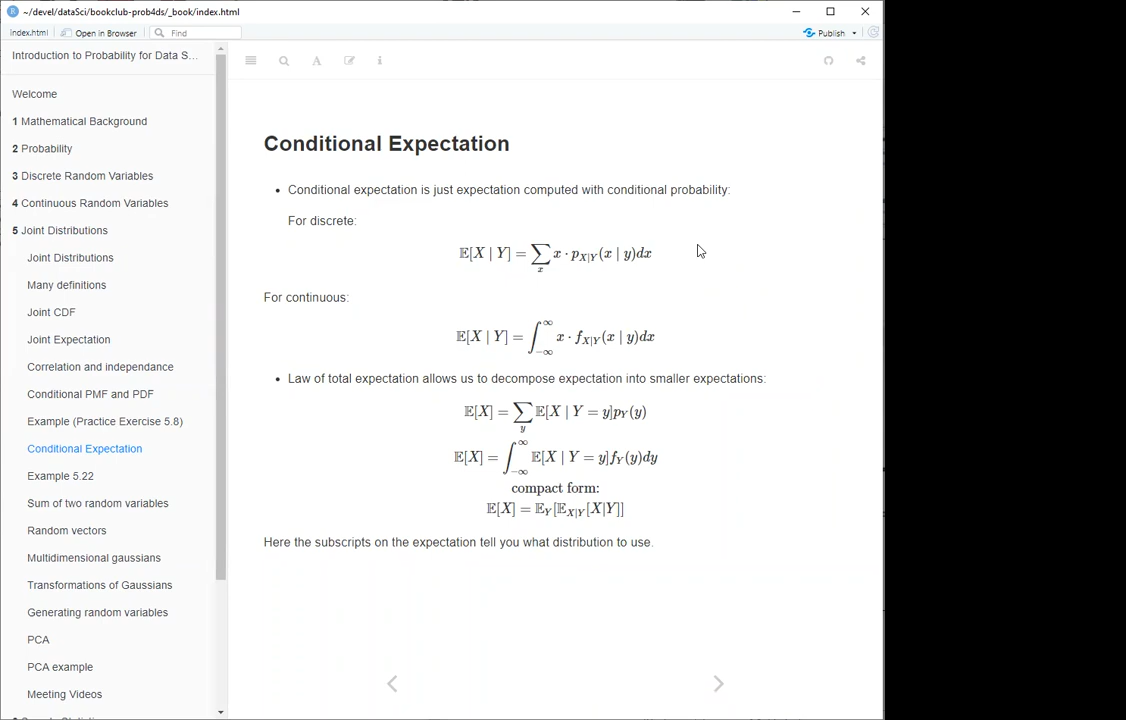 ~/devel/dataSci/bookclub-prob4ds/_book/index.html
index.html Open in Browser Find Publish
Introduction to Probability for Data S...
Welcome
1 Mathematical Background
2 Probability
3 Discrete Random Variables
4 Continuous Random Variables
5 Joint Distributions
Joint Distributions
Many definitions
Joint CDF
Joint Expectation
Correlation and independance
Conditional PMF and PDF
Example (Practice Exercise 5.8)
Conditional Expectation
Example 5.22
Sum of two random variables
Random vectors
Multidimensional gaussians
Transformations of Gaussians
Generating random variables
PCA
PCA example
Meeting Videos
Conditional Expectation
• Conditional expectation is just expectation computed with conditional probability:
For discrete:
𝔼[X | Y] = ∑_x x · p_{X|Y}(x | y)dx
For continuous:
𝔼[X | Y] = ∫_{−∞}^{∞} x · f_{X|Y}(x | y)dx
• Law of total expectation allows us to decompose expectation into smaller expectations:
𝔼[X] = ∑_y 𝔼[X | Y = y]p_Y(y)
𝔼[X] = ∫_{−∞}^{∞} 𝔼[X | Y = y]f_Y(y)dy
compact form:
𝔼[X] = 𝔼_Y[𝔼_{X|Y}[X|Y]]
Here the subscripts on the expectation tell you what distribution to use.